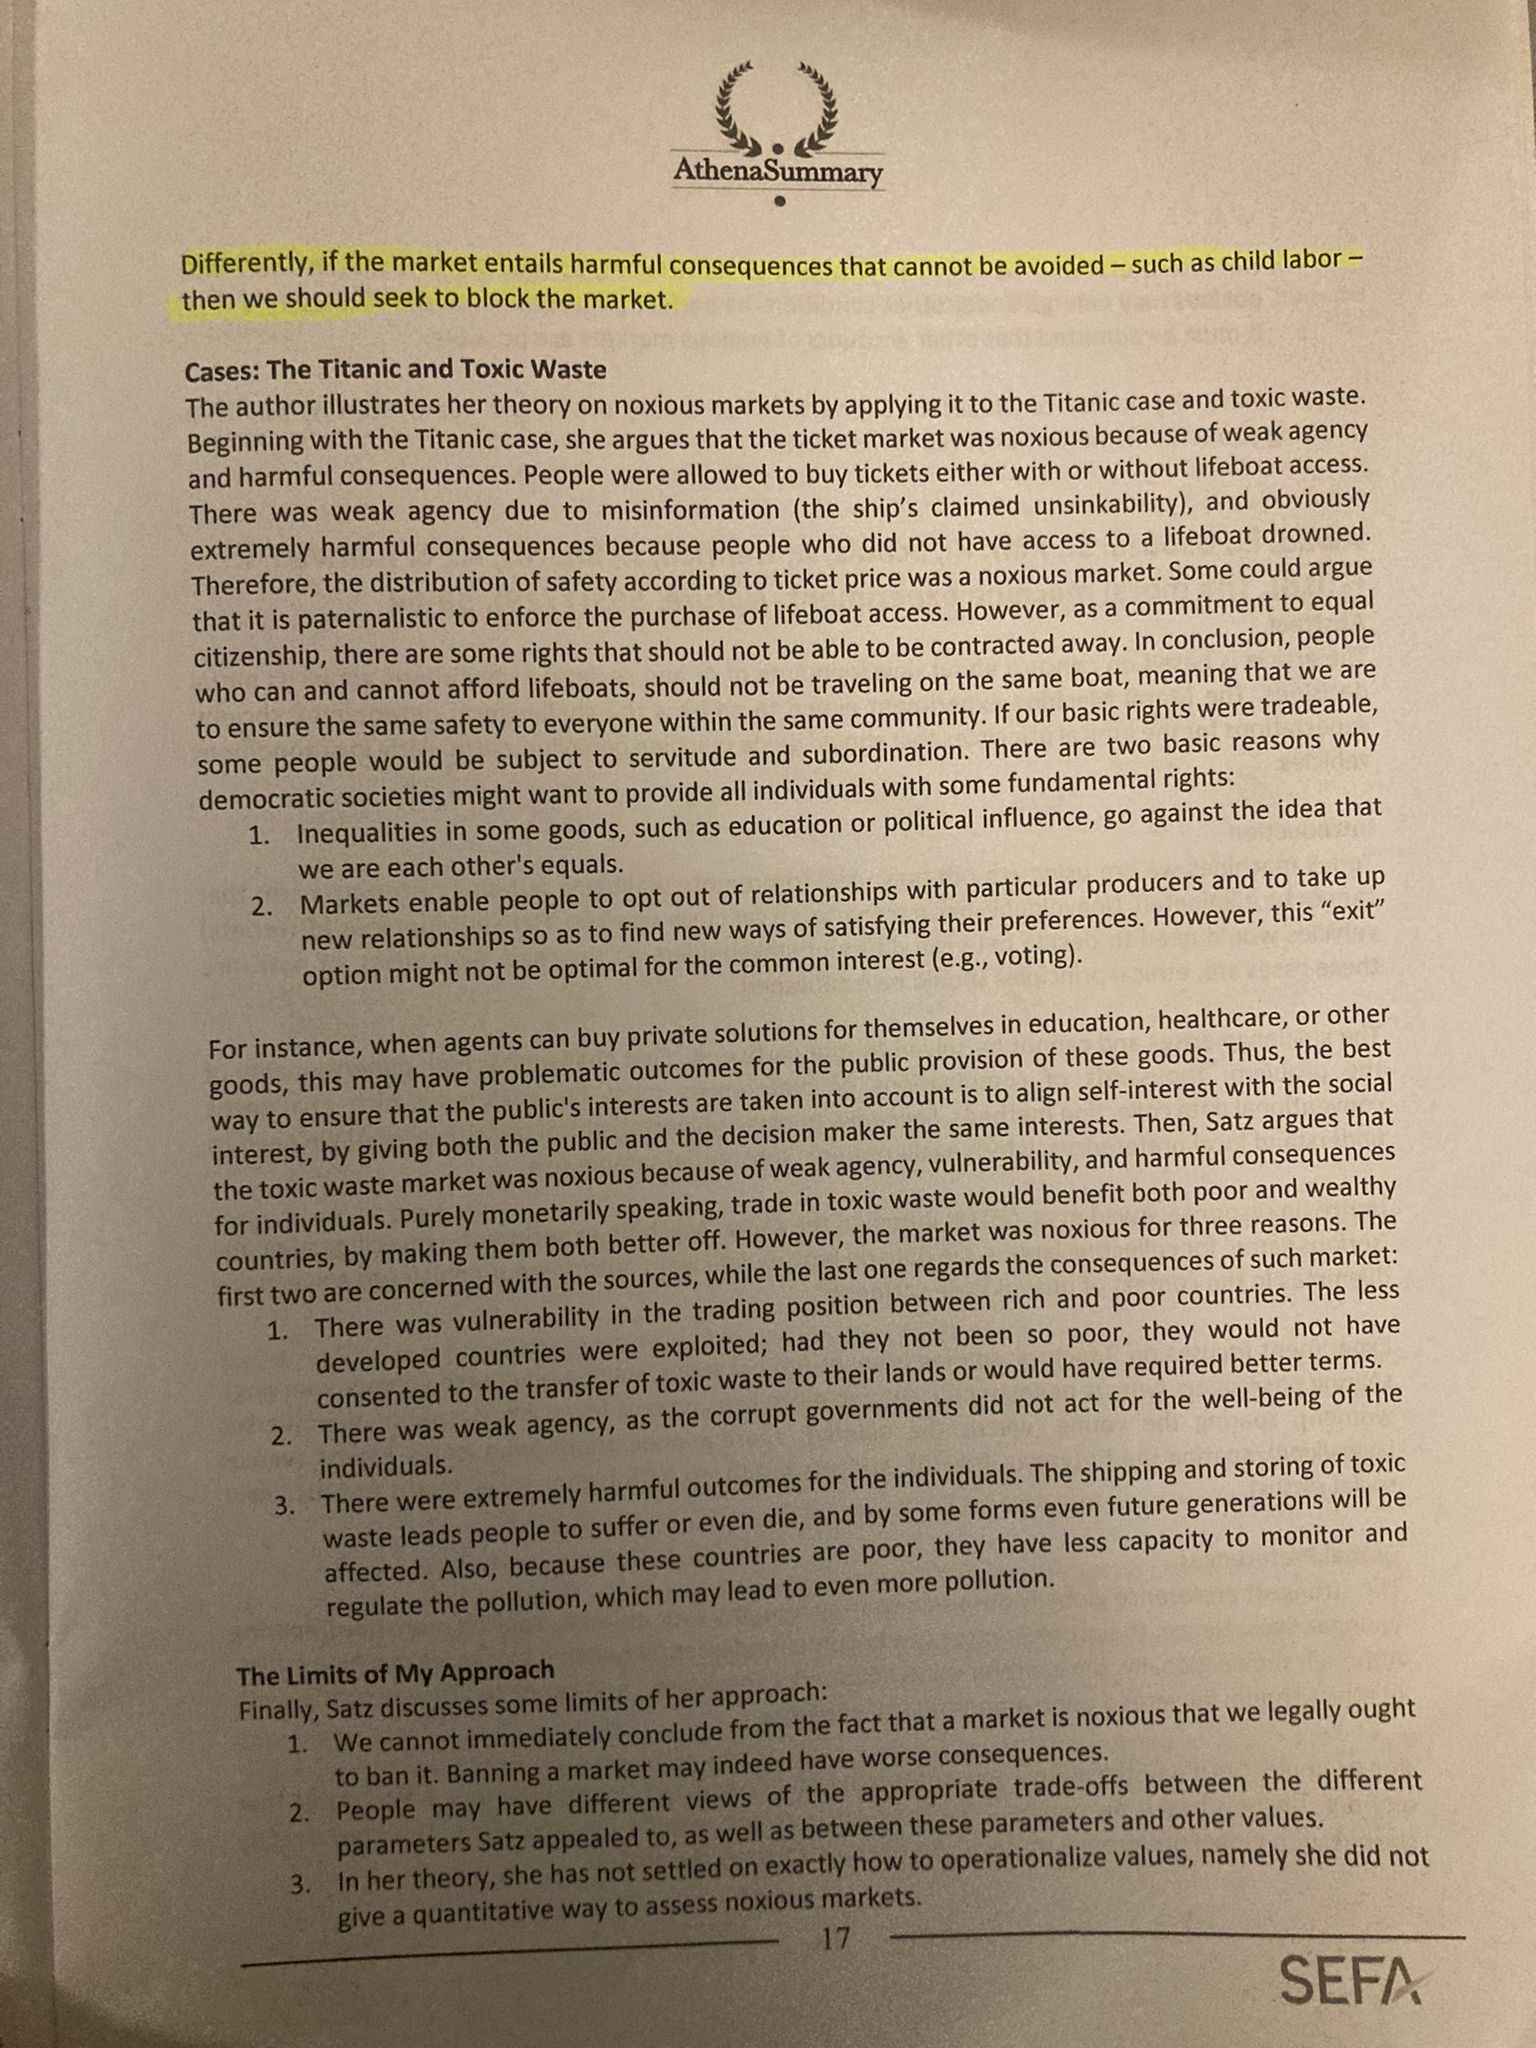 AthenaSummary
Differently, if the market entails harmful consequences that cannot be avoided – such as child labor –
then we should seek to block the market.
Cases: The Titanic and Toxic Waste
The author illustrates her theory on noxious markets by applying it to the Titanic case and toxic waste.
Beginning with the Titanic case, she argues that the ticket market was noxious because of weak agency
and harmful consequences. People were allowed to buy tickets either with or without lifeboat access.
There was weak agency due to misinformation (the ship's claimed unsinkability), and obviously
extremely harmful consequences because people who did not have access to a lifeboat drowned.
Therefore, the distribution of safety according to ticket price was a noxious market. Some could argue
that it is paternalistic to enforce the purchase of lifeboat access. However, as a commitment to equal
citizenship, there are some rights that should not be able to be contracted away. In conclusion, people
who can and cannot afford lifeboats, should not be traveling on the same boat, meaning that we are
to ensure the same safety to everyone within the same community. If our basic rights were tradeable,
some people would be subject to servitude and subordination. There are two basic reasons why
democratic societies might want to provide all individuals with some fundamental rights:
1. Inequalities in some goods, such as education or political influence, go against the idea that
we are each other's equals.
2. Markets enable people to opt out of relationships with particular producers and to take up
new relationships so as to find new ways of satisfying their preferences. However, this “exit”
option might not be optimal for the common interest (e.g., voting).
For instance, when agents can buy private solutions for themselves in education, healthcare, or other
goods, this may have problematic outcomes for the public provision of these goods. Thus, the best
way to ensure that the public's interests are taken into account is to align self-interest with the social
interest, by giving both the public and the decision maker the same interests. Then, Satz argues that
the toxic waste market was noxious because of weak agency, vulnerability, and harmful consequences
for individuals. Purely monetarily speaking, trade in toxic waste would benefit both poor and wealthy
countries, by making them both better off. However, the market was noxious for three reasons. The
first two are concerned with the sources, while the last one regards the consequences of such market:
1. There was vulnerability in the trading position between rich and poor countries. The less
developed countries were exploited; had they not been so poor, they would not have
consented to the transfer of toxic waste to their lands or would have required better terms.
2. There was weak agency, as the corrupt governments did not act for the well-being of the
individuals.
3. There were extremely harmful outcomes for the individuals. The shipping and storing of toxic
waste leads people to suffer or even die, and by some forms even future generations will be
affected. Also, because these countries are poor, they have less capacity to monitor and
regulate the pollution, which may lead to even more pollution.
The Limits of My Approach
Finally, Satz discusses some limits of her approach:
1. We cannot immediately conclude from the fact that a market is noxious that we legally ought
to ban it. Banning a market may indeed have worse consequences.
2. People may have different views of the appropriate trade-offs between the different
parameters Satz appealed to, as well as between these parameters and other values.
3. In her theory, she has not settled on exactly how to operationalize values, namely she did not
give a quantitative way to assess noxious markets.
17
SEFA